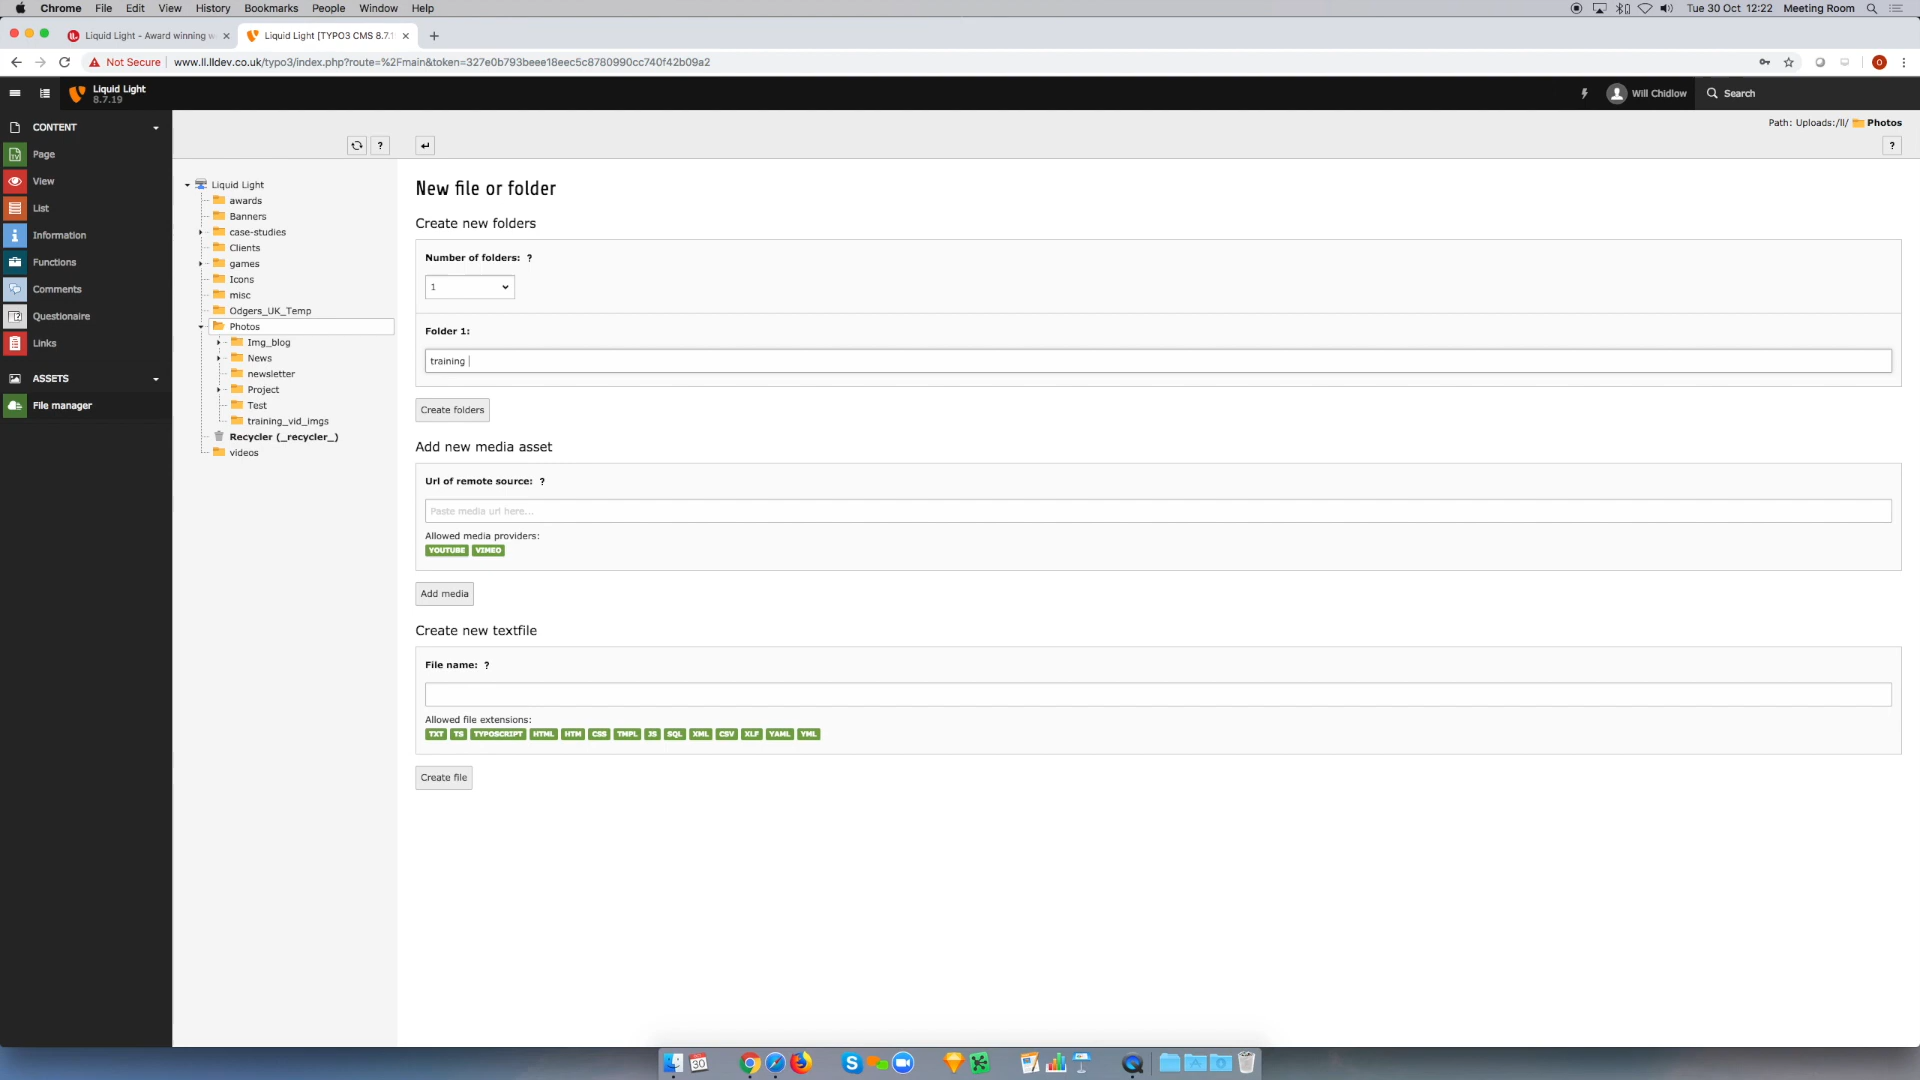 Chrome File Edit View History Bookmarks People Window Help
Tue 30 Oct 12:22 Meeting Room
Liquid Light - Award winning w
Liquid Light [TYPO3 CMS 8.7.1
Not Secure
www.ll.lldev.co.uk/typo3/index.php?route=%2Fmain&token=327e0b793beee18eec5c8780990cc740f42b09a2
Liquid Light
8.7.19
Will Chidlow
Search
Path: Uploads:/ll/ Photos
CONTENT
Page
View
List
Information
Functions
Comments
Questionaire
Links
ASSETS
File manager
Liquid Light
awards
Banners
case-studies
Clients
games
Icons
misc
Odgers_UK_Temp
Photos
Img_blog
News
newsletter
Project
Test
training_vid_imgs
Recycler (_recycler_)
videos
New file or folder
Create new folders
Number of folders: ?
1
Folder 1:
training
Create folders
Add new media asset
Url of remote source: ?
Paste media url here...
Allowed media providers:
YOUTUBE VIMEO
Add media
Create new textfile
File name: ?
Allowed file extensions:
TXT TS TYPOSCRIPT HTML HTM CSS TMPL JS SQL XML CSV XLF YAML YML
Create file
30